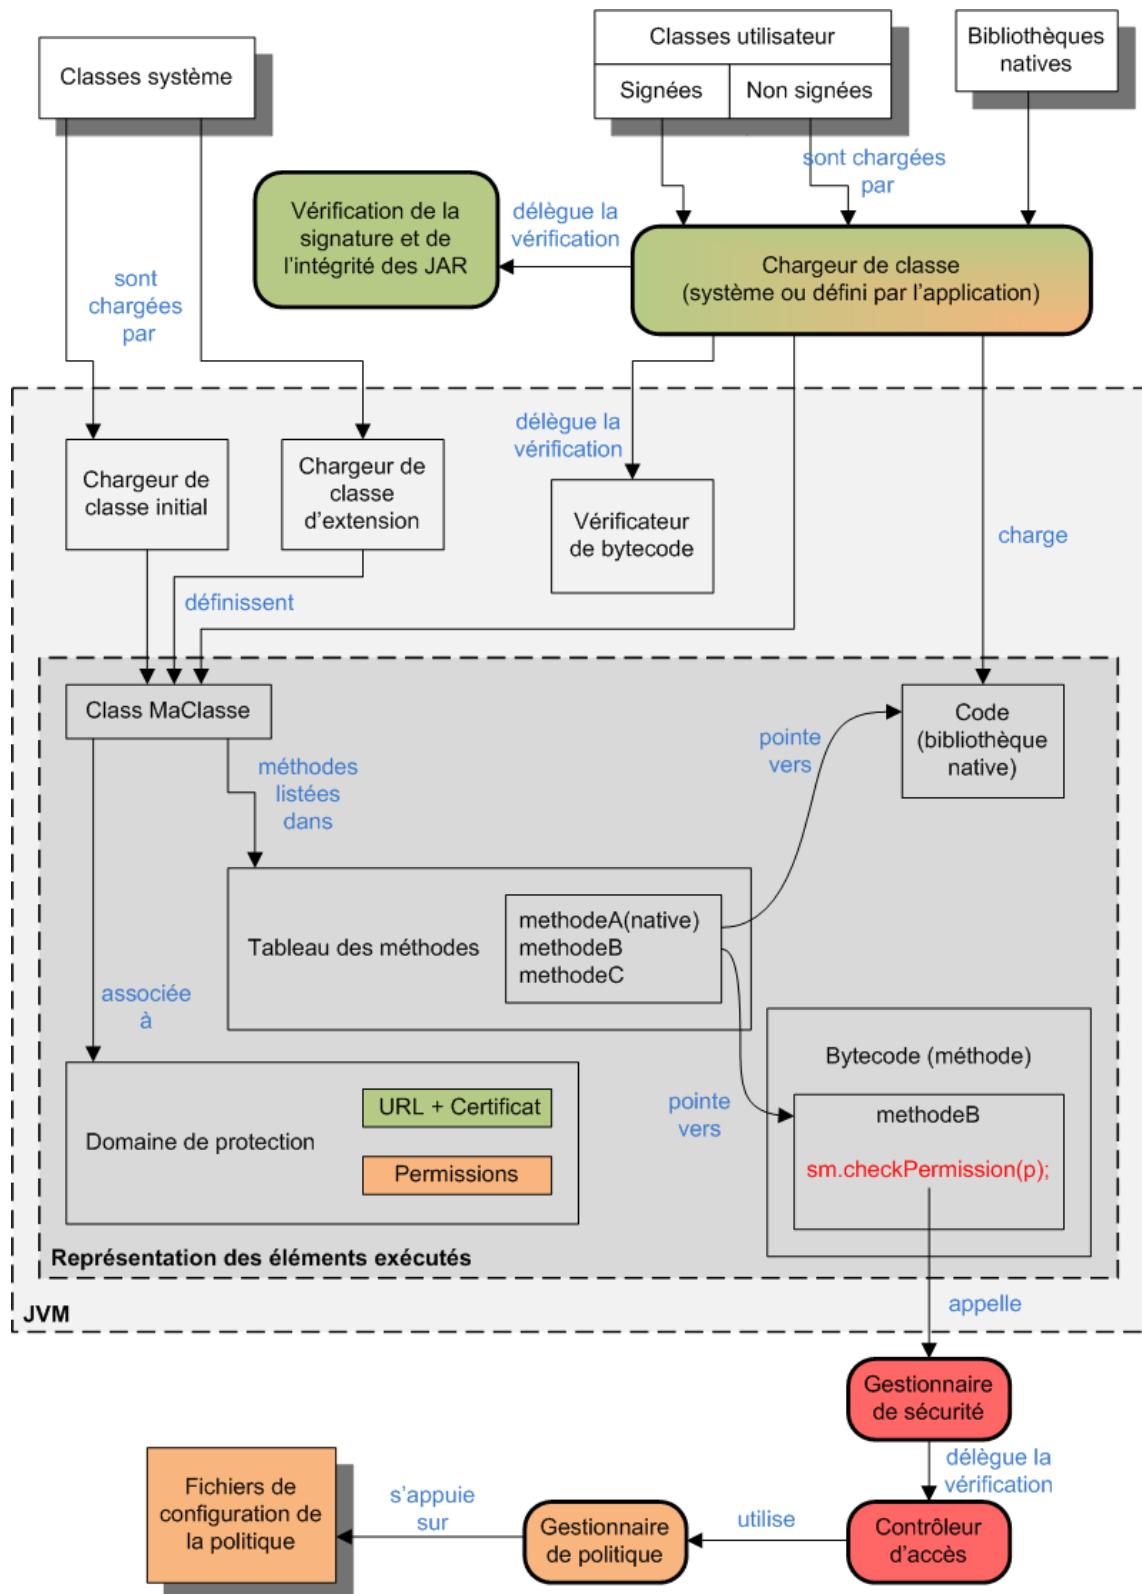 Classes système
Classes utilisateur
Signées
Non signées
Bibliothèques
natives
sont chargées
par
Vérification de la
signature et de
l'intégrité des JAR
délègue la
vérification
Chargeur de classe
(système ou défini par l'application)
sont
chargées
par
délègue la
vérification
Chargeur de
classe initial
Chargeur de
classe
d'extension
Vérificateur
de bytecode
charge
définissent
Class MaClasse
Code
(bibliothèque
native)
pointe
vers
méthodes
listées
dans
Tableau des méthodes
methodeA(native)
methodeB
methodeC
associée
à
Bytecode (méthode)
pointe
vers
methodeB
sm.checkPermission(p);
Domaine de protection
URL + Certificat
Permissions
Représentation des éléments exécutés
JVM
appelle
Gestionnaire
de sécurité
délègue la
vérification
Contrôleur
d'accès
utilise
Gestionnaire
de politique
s'appuie
sur
Fichiers de
configuration de
la politique